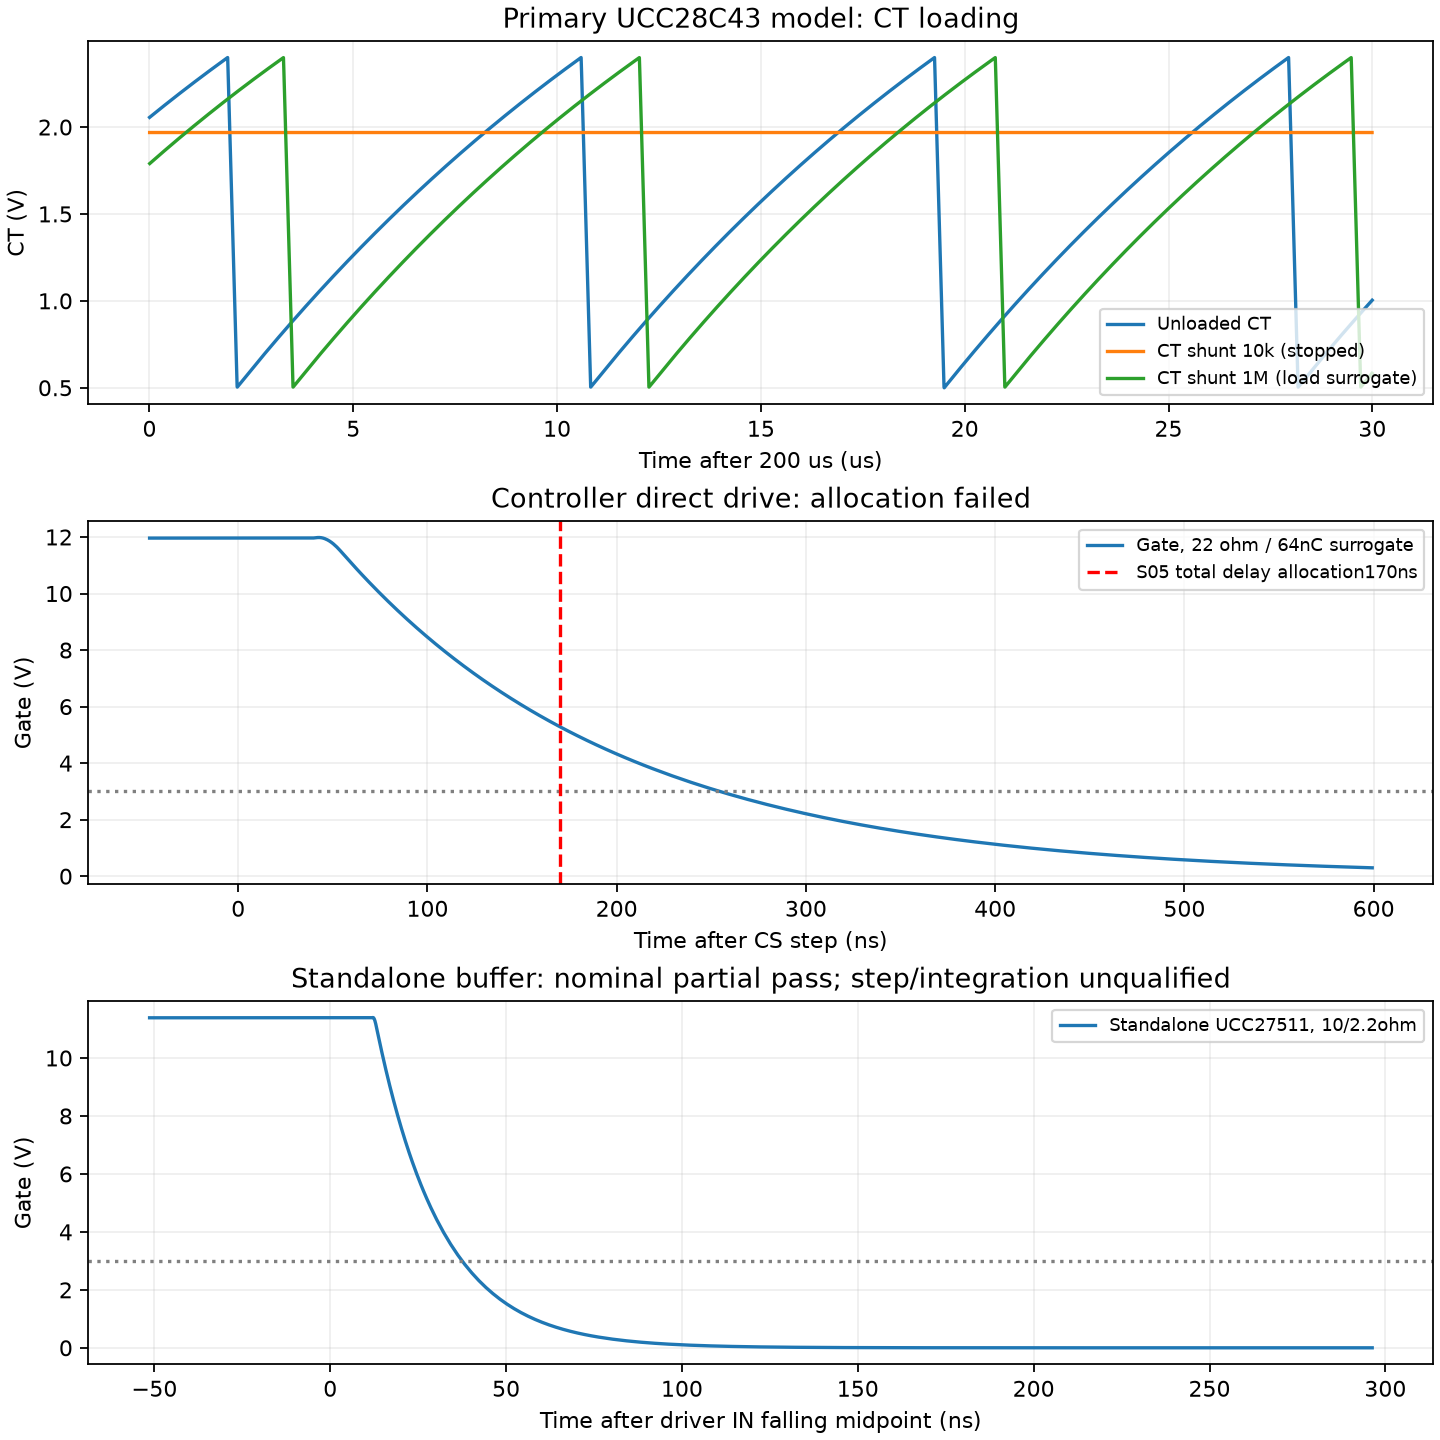 Primary UCC28C43 model: CT loading
CT (V)
2.0
1.5
1.0
0.5
Unloaded CT
CT shunt 10k (stopped)
CT shunt 1M (load surrogate)
0 5 10 15 20 25 30
Time after 200 us (us)
Controller direct drive: allocation failed
Gate (V)
12
10
8
6
4
2
0
Gate, 22 ohm / 64nC surrogate
S05 total delay allocation170ns
0 100 200 300 400 500 600
Time after CS step (ns)
Standalone buffer: nominal partial pass; step/integration unqualified
Gate (V)
10
8
6
4
2
0
Standalone UCC27511, 10/2.2ohm
−50 0 50 100 150 200 250 300
Time after driver IN falling midpoint (ns)